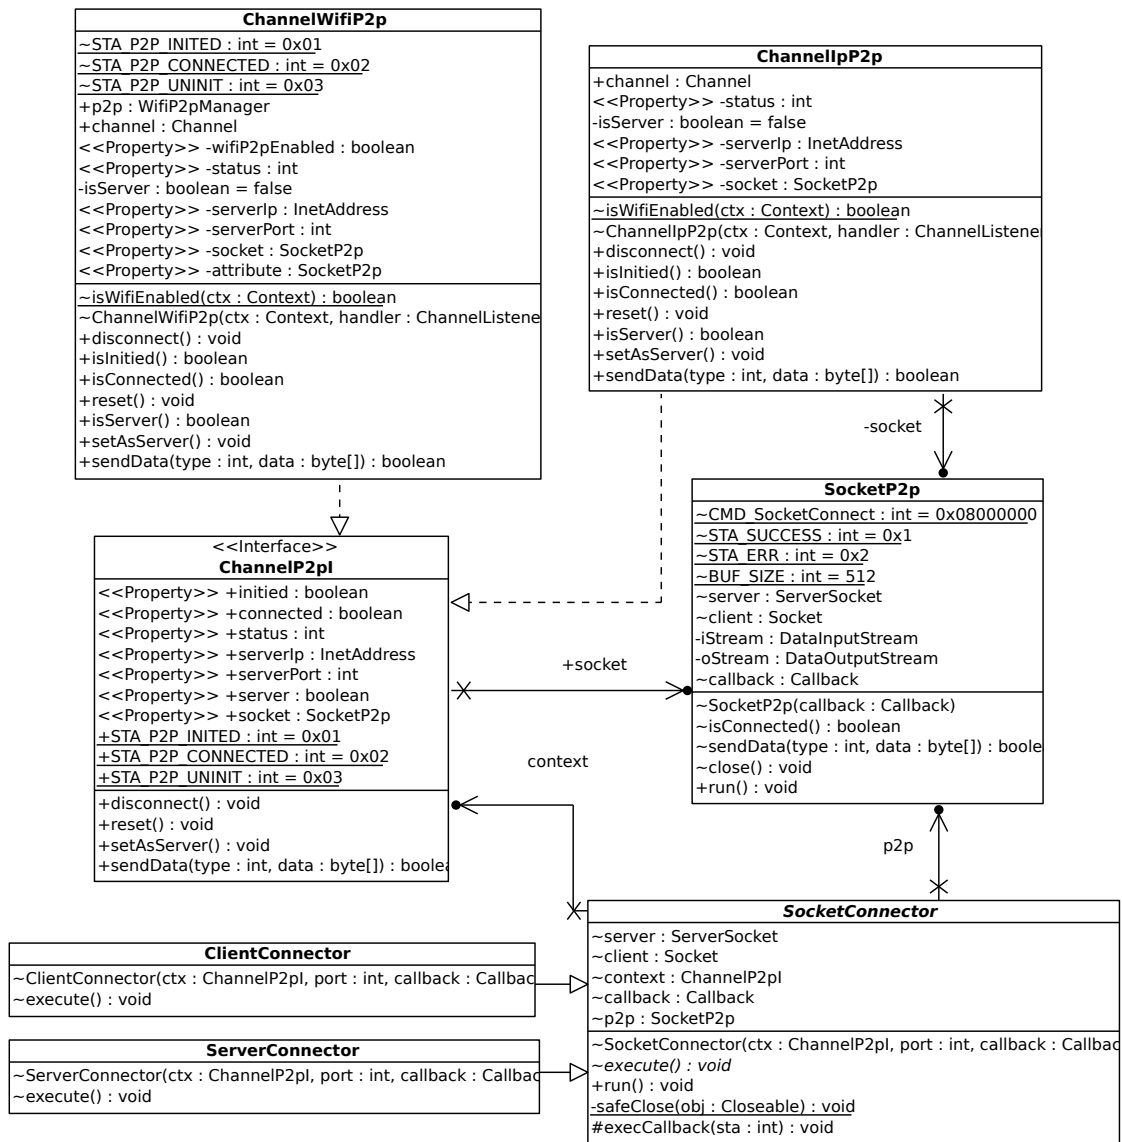 ChannelWifiP2p
~STA_P2P_INITED : int = 0x01
~STA_P2P_CONNECTED : int = 0x02
~STA_P2P_UNINIT : int = 0x03
+p2p : WifiP2pManager
+channel : Channel
<<Property>> -wifiP2pEnabled : boolean
<<Property>> -status : int
-isServer : boolean = false
<<Property>> -serverIp : InetAddress
<<Property>> -serverPort : int
<<Property>> -socket : SocketP2p
<<Property>> -attribute : SocketP2p
~isWifiEnabled(ctx : Context) : boolean
~ChannelWifiP2p(ctx : Context, handler : ChannelListene
+disconnect() : void
+isInitied() : boolean
+isConnected() : boolean
+reset() : void
+isServer() : boolean
+setAsServer() : void
+sendData(type : int, data : byte[]) : boolean
ChannelIpP2p
+channel : Channel
<<Property>> -status : int
-isServer : boolean = false
<<Property>> -serverIp : InetAddress
<<Property>> -serverPort : int
<<Property>> -socket : SocketP2p
~isWifiEnabled(ctx : Context) : boolean
~ChannelIpP2p(ctx : Context, handler : ChannelListene
+disconnect() : void
+isInitied() : boolean
+isConnected() : boolean
+reset() : void
+isServer() : boolean
+setAsServer() : void
+sendData(type : int, data : byte[]) : boolean
-socket
<<Interface>>
ChannelP2pI
<<Property>> +initied : boolean
<<Property>> +connected : boolean
<<Property>> +status : int
<<Property>> +serverIp : InetAddress
<<Property>> +serverPort : int
<<Property>> +server : boolean
<<Property>> +socket : SocketP2p
+STA_P2P_INITED : int = 0x01
+STA_P2P_CONNECTED : int = 0x02
+STA_P2P_UNINIT : int = 0x03
+disconnect() : void
+reset() : void
+setAsServer() : void
+sendData(type : int, data : byte[]) : boolea
+socket
context
SocketP2p
~CMD_SocketConnect : int = 0x08000000
~STA_SUCCESS : int = 0x1
~STA_ERR : int = 0x2
~BUF_SIZE : int = 512
~server : ServerSocket
~client : Socket
-iStream : DataInputStream
-oStream : DataOutputStream
~callback : Callback
~SocketP2p(callback : Callback)
~isConnected() : boolean
~sendData(type : int, data : byte[]) : boole
~close() : void
+run() : void
p2p
SocketConnector
~server : ServerSocket
~client : Socket
~context : ChannelP2pI
~callback : Callback
~p2p : SocketP2p
~SocketConnector(ctx : ChannelP2pI, port : int, callback : Callbac
~execute() : void
+run() : void
-safeClose(obj : Closeable) : void
#execCallback(sta : int) : void
ClientConnector
~ClientConnector(ctx : ChannelP2pI, port : int, callback : Callbac
~execute() : void
ServerConnector
~ServerConnector(ctx : ChannelP2pI, port : int, callback : Callbac
~execute() : void